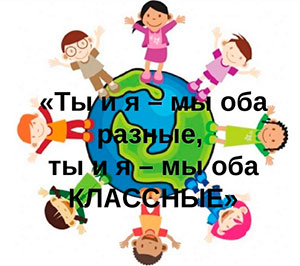 «Ты и я – мы оба
разные,
ты и я – мы оба
КЛАССНЫЕ»